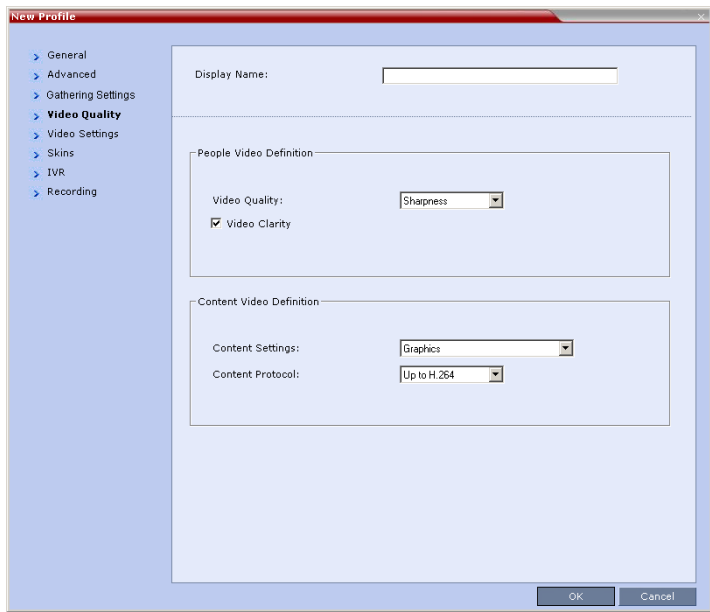 New Profile
General
Advanced
Gathering Settings
Video Quality
Video Settings
Skins
IVR
Recording
Display Name:
People Video Definition
Video Quality: Sharpness
Video Clarity
Content Video Definition
Content Settings: Graphics
Content Protocol: Up to H.264
OK Cancel